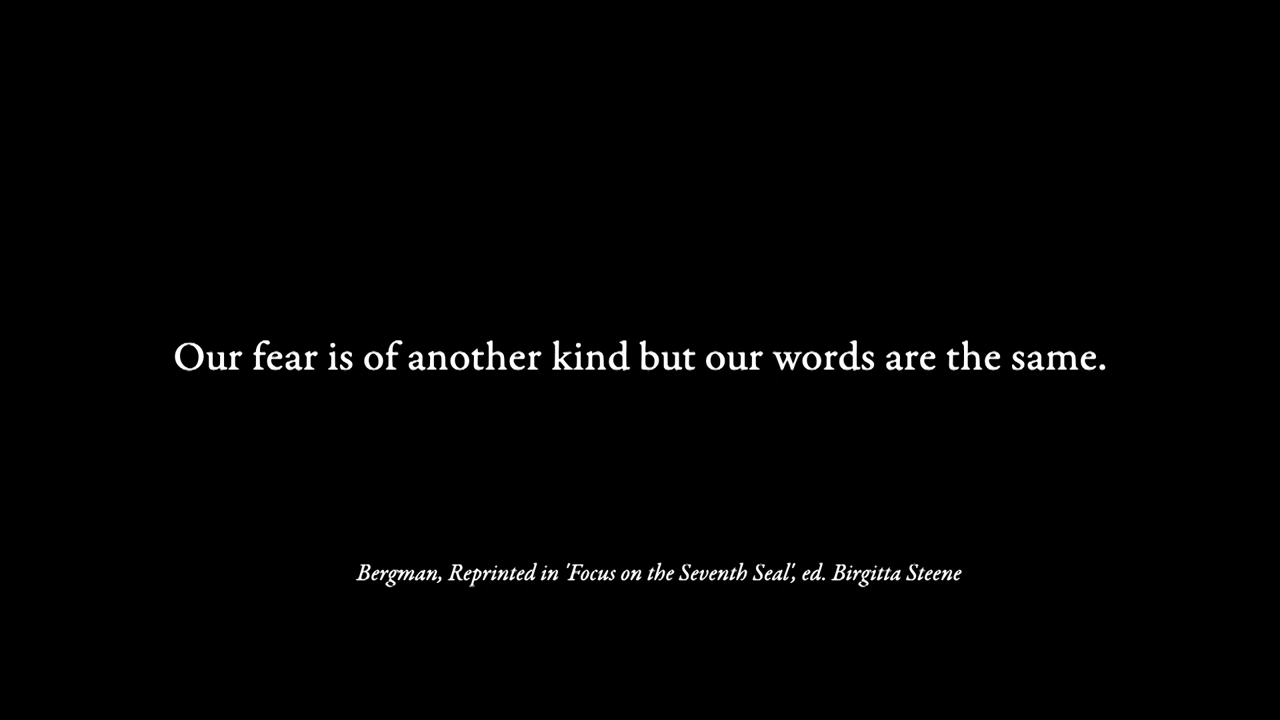 Our fear is of another kind but our words are the same.
Bergman, Reprinted in 'Focus on the Seventh Seal', ed. Birgitta Steene